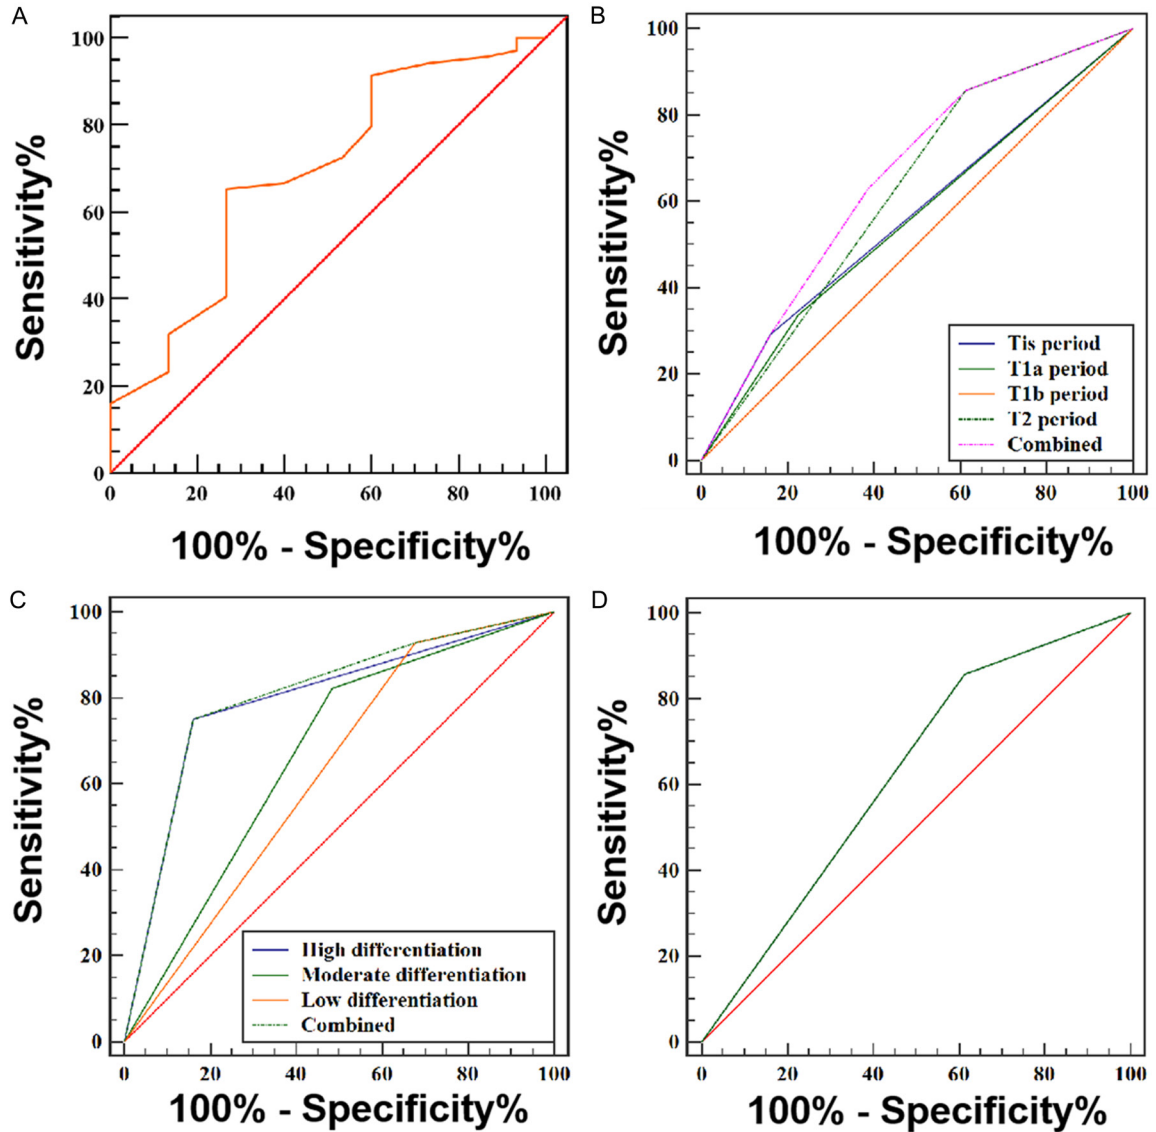 A
Sensitivity%
100
80
60
40
20
0
0 20 40 60 80 100
100% - Specificity%
B
Sensitivity%
100
80
60
40
20
0
Tis period
T1a period
T1b period
T2 period
Combined
0 20 40 60 80 100
100% - Specificity%
C
Sensitivity%
100
80
60
40
20
0
High differentiation
Moderate differentiation
Low differentiation
Combined
0 20 40 60 80 100
100% - Specificity%
D
Sensitivity%
100
80
60
40
20
0
0 20 40 60 80 100
100% - Specificity%